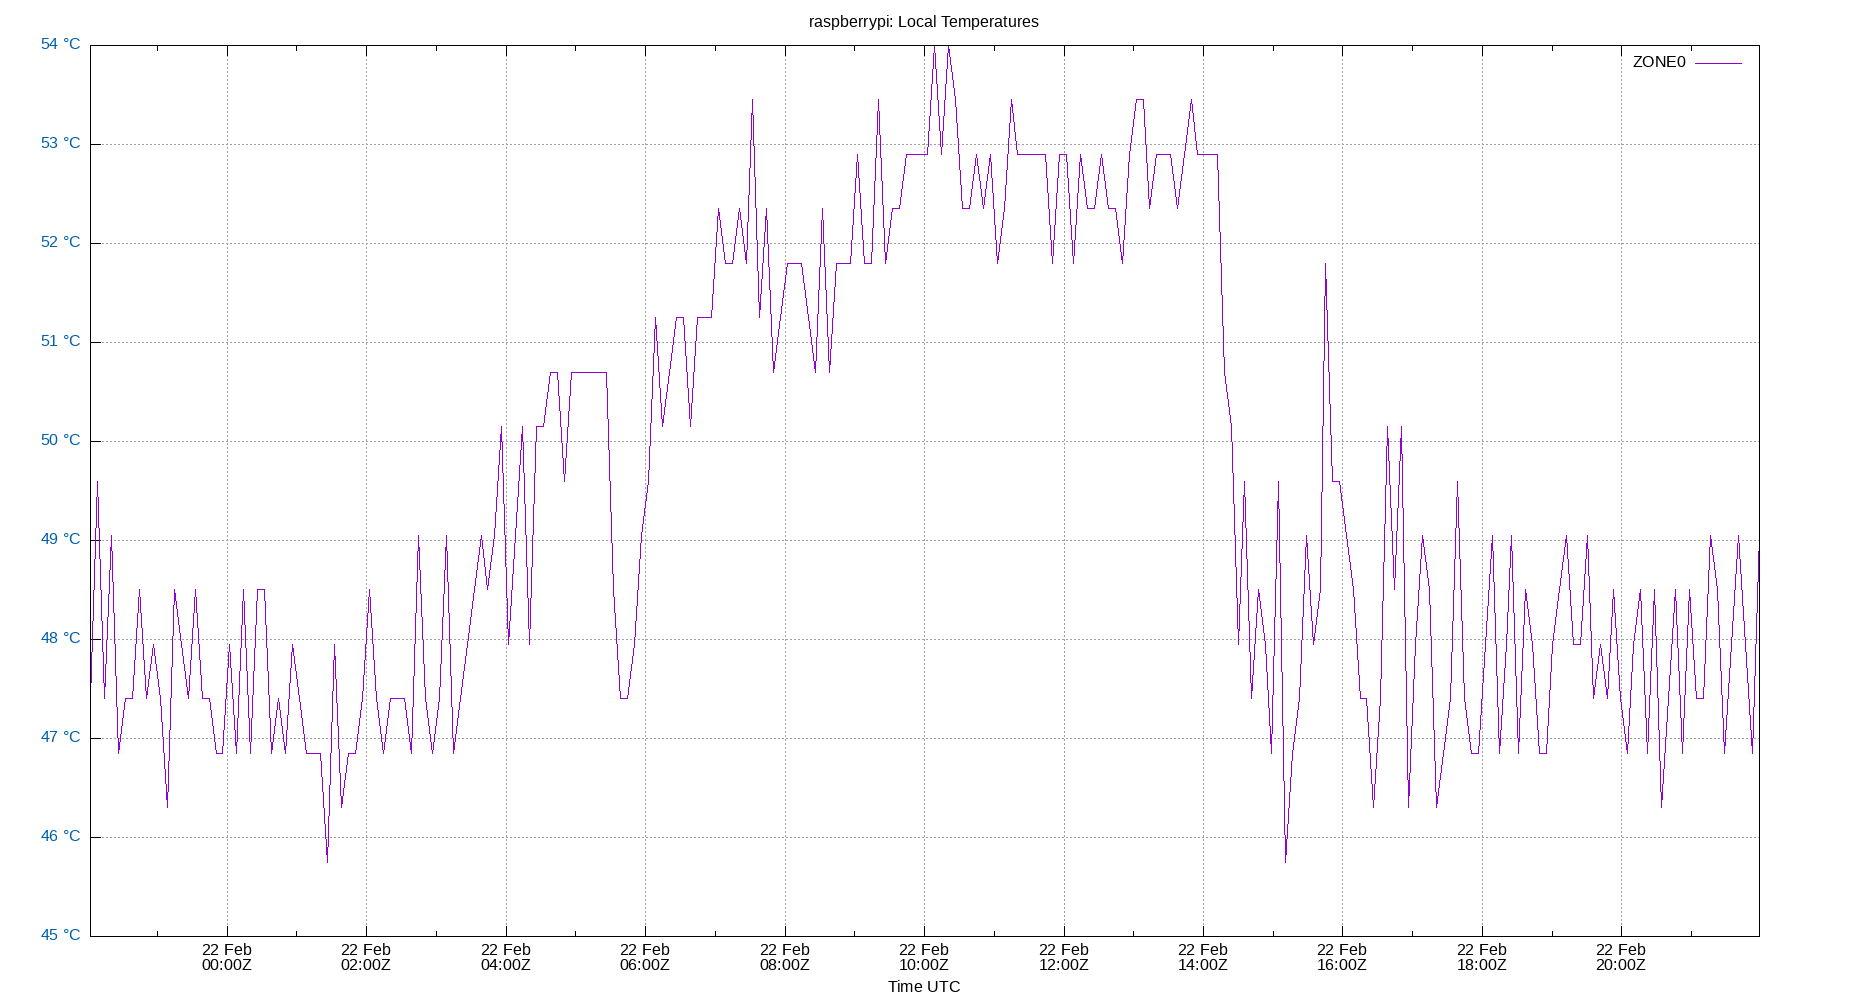 raspberrypi: Local Temperatures
ZONE0
54 °C
53 °C
52 °C
51 °C
50 °C
49 °C
48 °C
47 °C
46 °C
45 °C
22 Feb 22 Feb 22 Feb 22 Feb 22 Feb 22 Feb 22 Feb 22 Feb 22 Feb 22 Feb 22 Feb
00:00Z 02:00Z 04:00Z 06:00Z 08:00Z 10:00Z 12:00Z 14:00Z 16:00Z 18:00Z 20:00Z
Time UTC